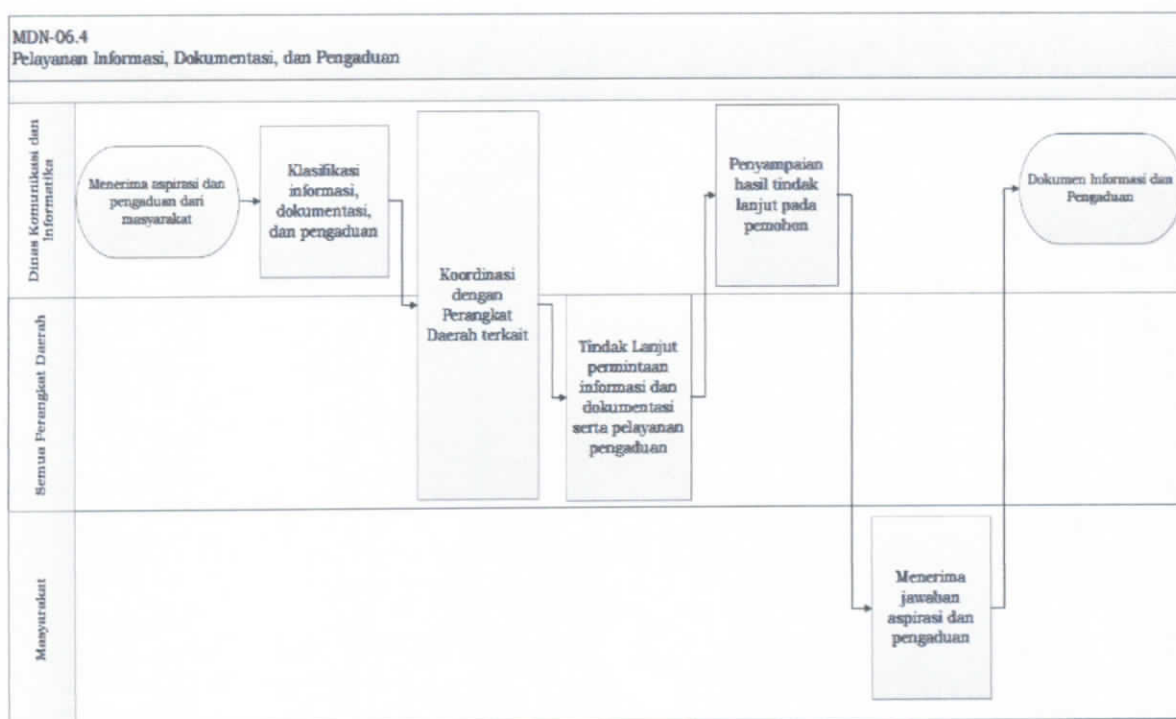 MDN-06.4
Pelayanan Informasi, Dokumentasi, dan Pengaduan
Dinas Komunikasi dan
Informatika
Menerima aspirasi dan
pengaduan dari
masyarakat
Klasifikasi
informasi,
dokumentasi,
dan pengaduan
Koordinasi
dengan
Perangkat
Daerah terkait
Penyampaian
hasil tindak
lanjut pada
pemohon
Dokumen Informasi dan
Pengaduan
Semua Perangkat Daerah
Tindak Lanjut
permintaan
informasi dan
dokumentasi
serta pelayanan
pengaduan
Masyarakat
Menerima
jawaban
aspirasi dan
pengaduan